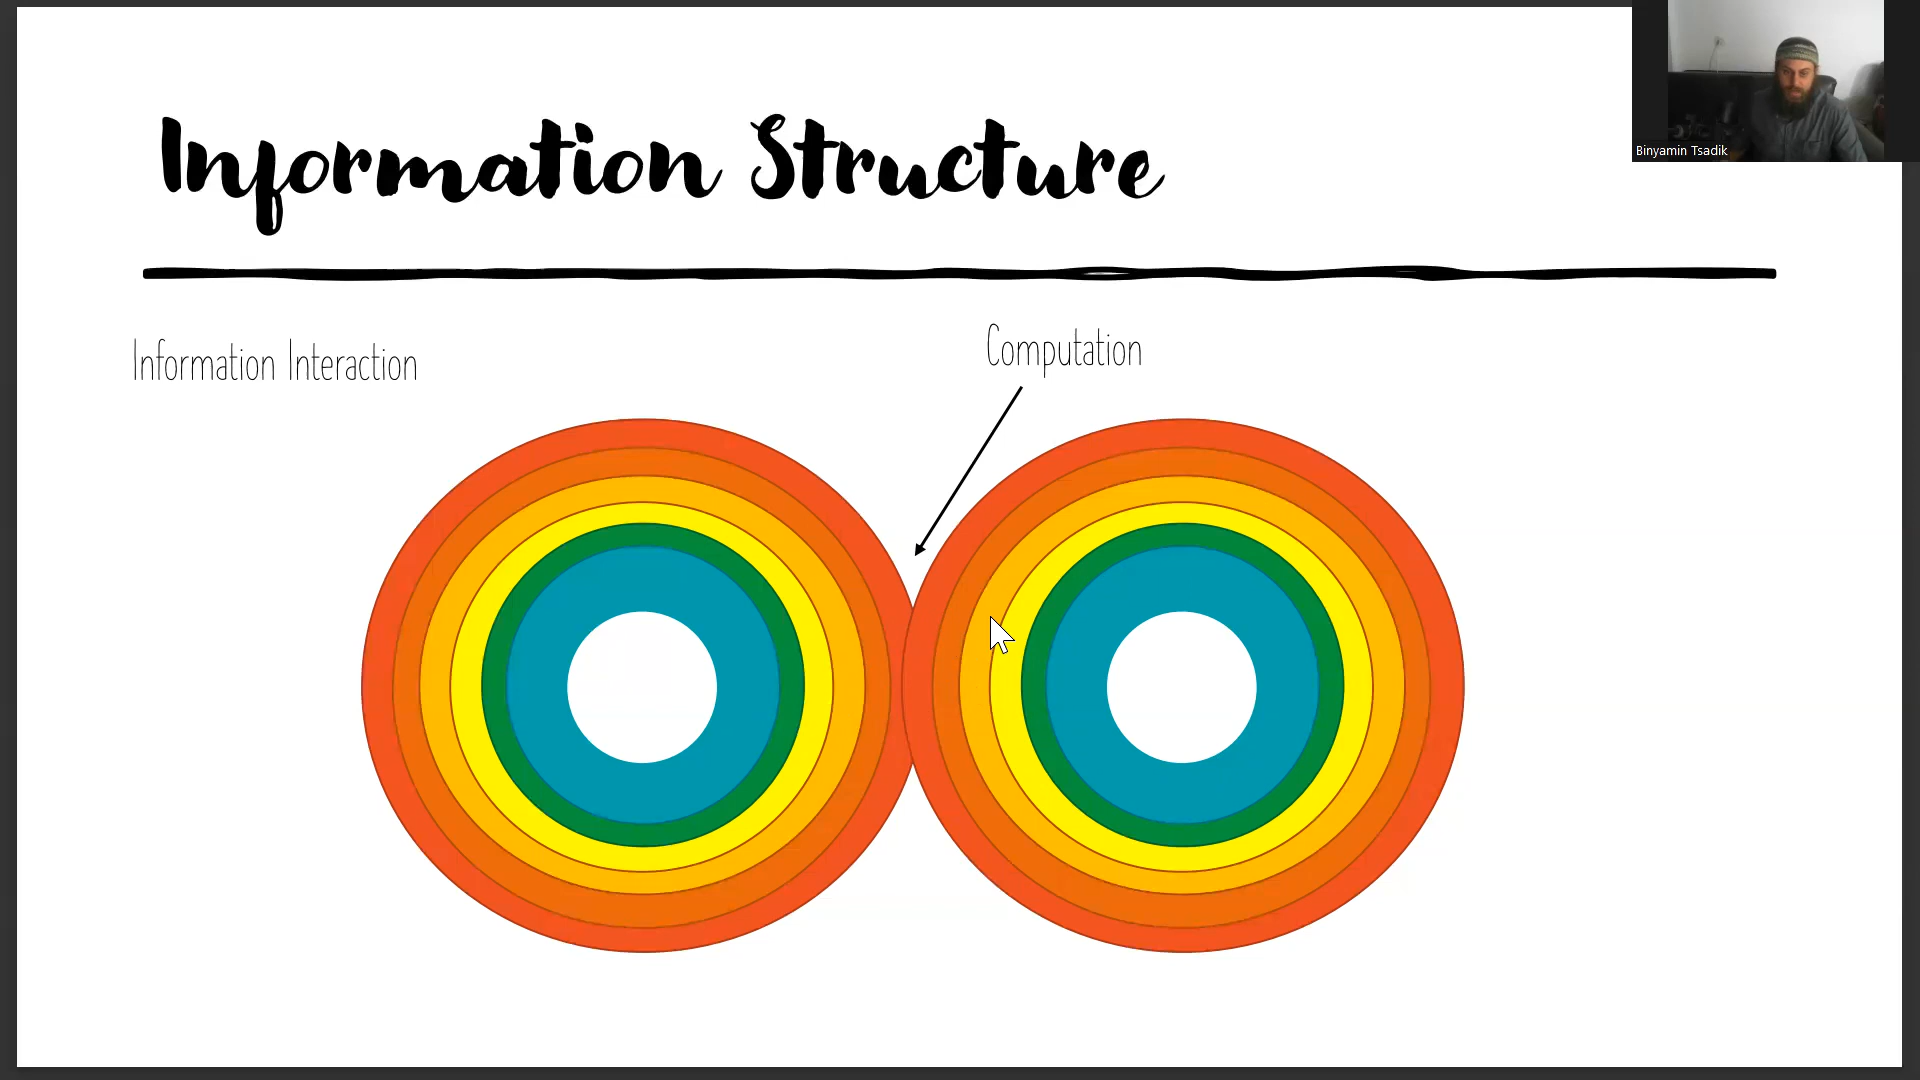 Information Structure
Information Interaction
Computation
Binyamin Tsadik